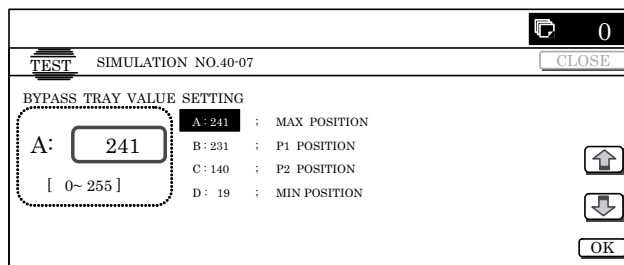 0
TEST SIMULATION NO.40-07 CLOSE
BYPASS TRAY VALUE SETTING
A: 241
[ 0~ 255 ]
A : 241 ; MAX POSITION
B : 231 ; P1 POSITION
C : 140 ; P2 POSITION
D : 19 ; MIN POSITION
OK